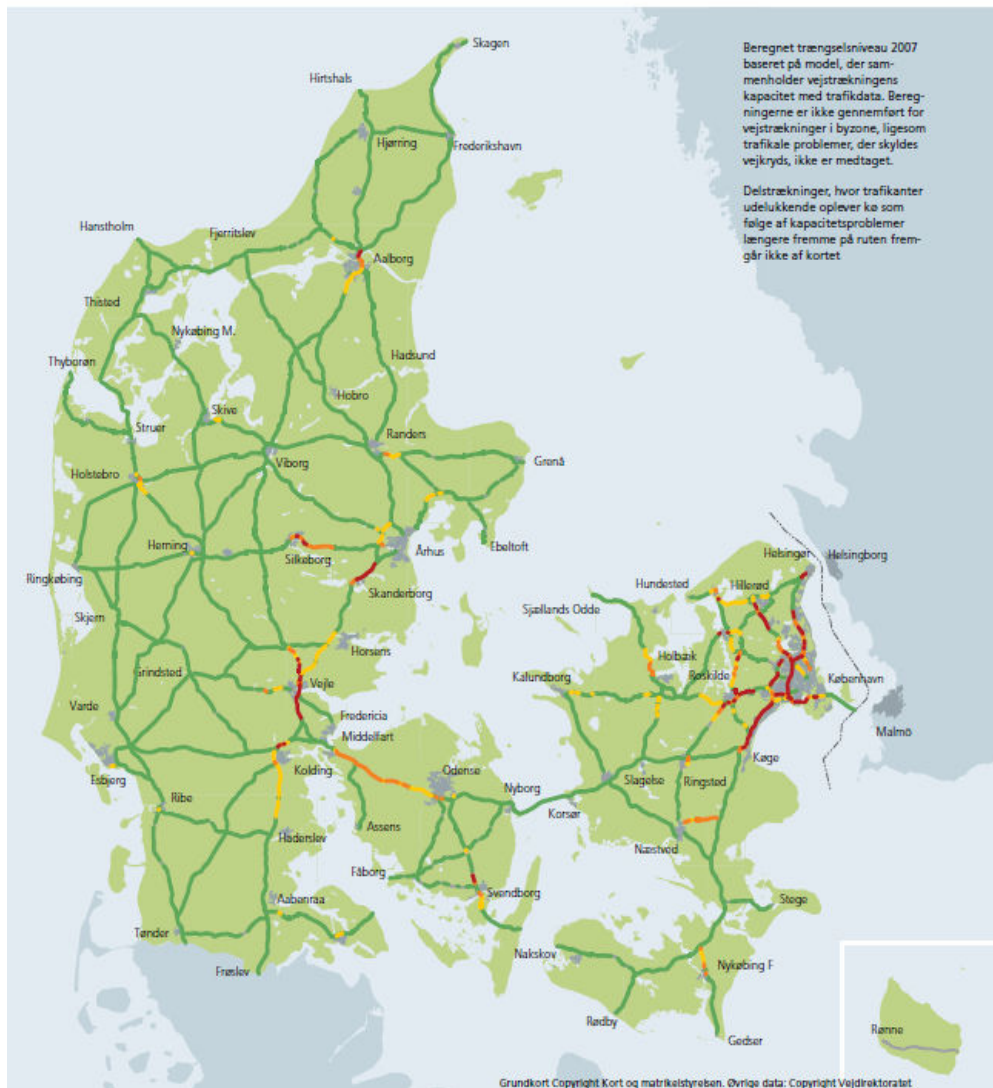 Beregnet trængselsniveau 2007
baseret på model, der sam-
menholder vejstrækningens
kapacitet med trafikdata. Bereg-
ningerne er ikke gennemført for
vejstrækninger i byzone, ligesom
trafikale problemer, der skyldes
vejkryds, ikke er medtaget.
Delstrækninger, hvor trafikanter
udelukkende oplever kø som
følge af kapacitetsproblemer
længere fremme på ruten frem-
går ikke af kortet
Skagen
Hirtshals
Hjørring
Frederikshavn
Hanstholm
Fjerritslev
Aalborg
Thisted
Nykøbing M.
Thyborøn
Hadsund
Hobro
Skive
Struer
Randers
Viborg
Grenå
Holstebro
Herning
Århus
Ebeltoft
Silkeborg
Ringkøbing
Skanderborg
Helsingør
Helsingborg
Hundested
Hillerød
Sjællands Odde
Skjern
Horsens
Holbæk
Grindsted
Vejle
Kalundborg
Roskilde
København
Varde
Fredericia
Malmö
Middelfart
Køge
Esbjerg
Kolding
Odense
Nyborg
Slagelse
Ringsted
Ribe
Korsør
Haderslev
Assens
Næstved
Fåborg
Svendborg
Aabenraa
Stege
Tønder
Nakskov
Frøslev
Nykøbing F
Rødby
Gedser
Rønne
Grundkort Copyright Kort og matrikelstyrelsen. Øvrige data: Copyright Vejdirektoratet